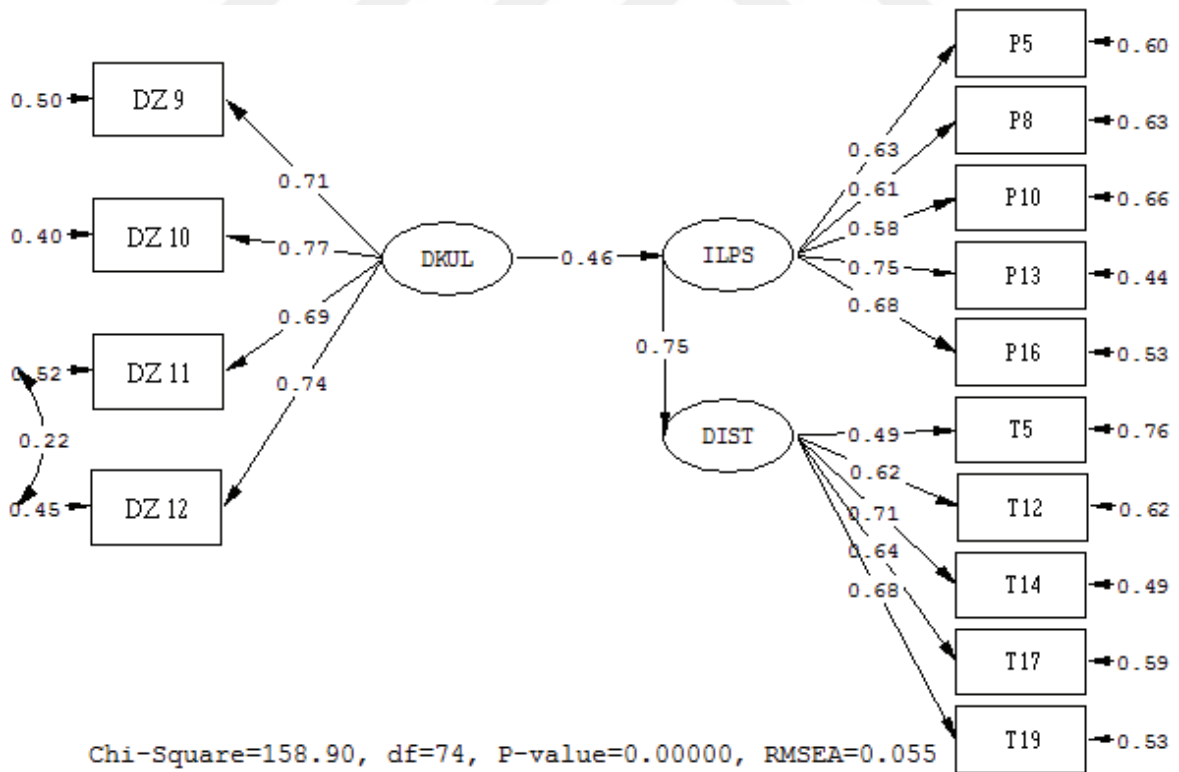 0.50
DZ 9
0.71
0.40
DZ 10
0.77
0.52
DZ 11
0.69
0.22
0.45
DZ 12
0.74
DKUL
0.46
ILPS
0.75
DIST
0.63
P5
0.60
0.61
P8
0.63
0.58
P10
0.66
0.75
P13
0.44
0.68
P16
0.53
0.49
T5
0.76
0.62
T12
0.62
0.71
T14
0.49
0.64
T17
0.59
0.68
T19
0.53
Chi-Square=158.90, df=74, P-value=0.00000, RMSEA=0.055